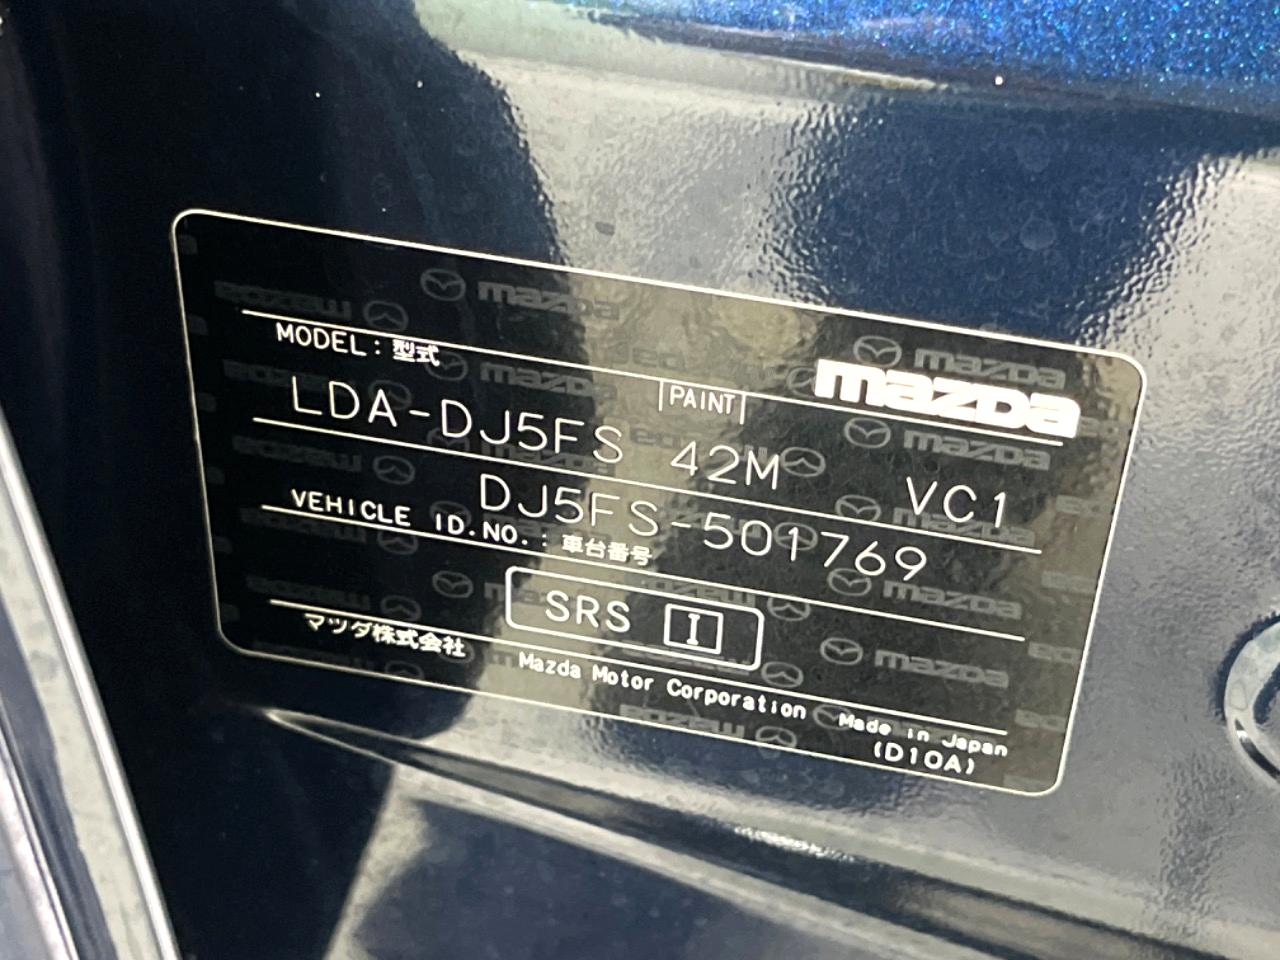 mazda
MODEL: 型式
PAINT
LDA-DJ5FS 42M VC1
DJ5FS-501769
VEHICLE ID.NO.: 車台番号
SRS I
マツダ株式会社 Mazda Motor Corporation Made in Japan
(D10A)